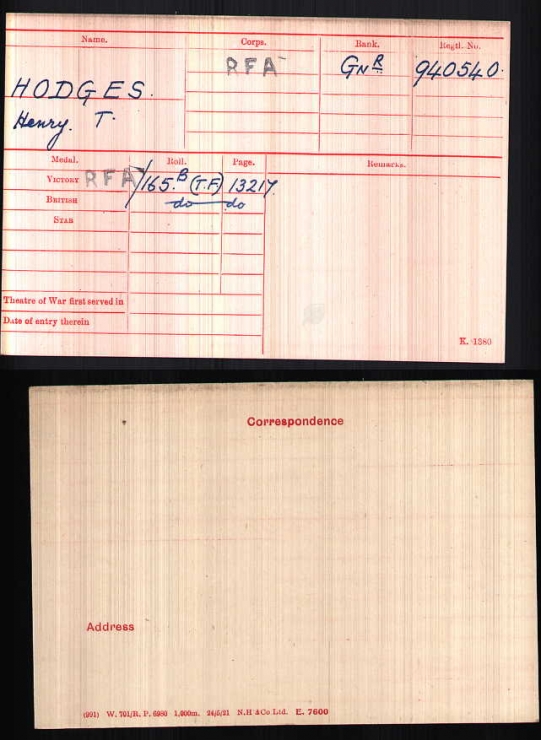 Name. Corps. Rank. Regtl. No.
HODGES. RFA GNR 940540.
Henry. T.
Medal. Roll. Page. Remarks.
VICTORY RFA/165.B (T.F) 13217.
BRITISH do do
STAR
Theatre of War first served in
Date of entry therein
K. 1380
Correspondence
Address
(991) W. 701/R. P. 6980 1,000m. 24/5/21 N.H &Co Ltd. E. 7600